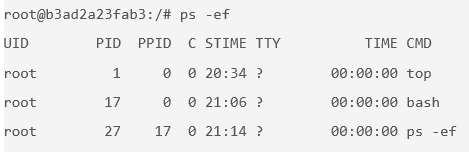 root@b3ad2a23fab3:/# ps -ef
UID        PID  PPID  C STIME TTY          TIME CMD
root         1     0  0 20:34 ?        00:00:00 top
root        17     0  0 21:06 ?        00:00:00 bash
root        27    17  0 21:14 ?        00:00:00 ps -ef